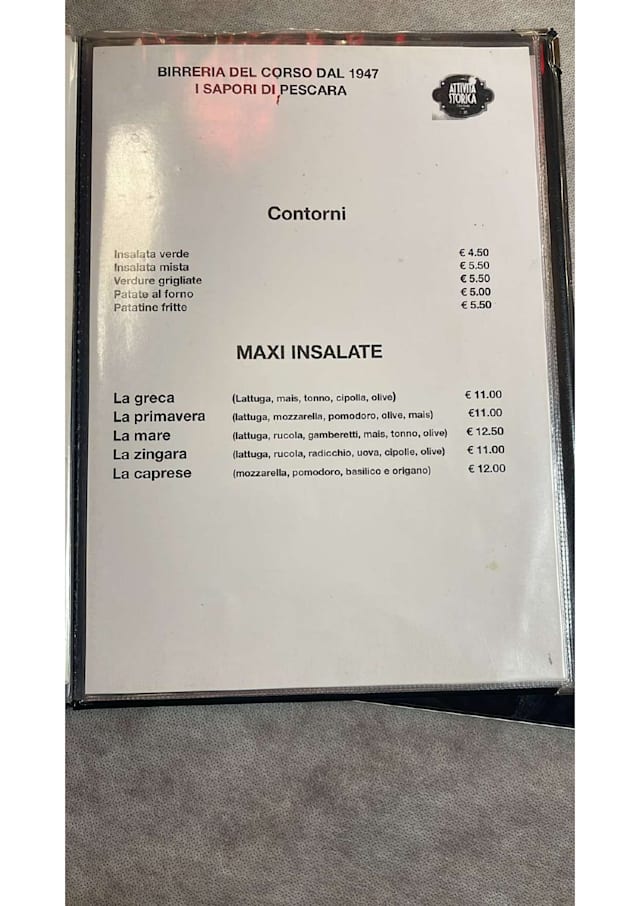 BIRRERIA DEL CORSO DAL 1947
I SAPORI DI PESCARA
ATTIVITÀ
STORICA
Contorni
Insalata verde € 4.50
Insalata mista € 5.50
Verdure grigliate € 5.50
Patate al forno € 5.00
Patatine fritte € 5.50
MAXI INSALATE
La greca (Lattuga, mais, tonno, cipolla, olive) € 11.00
La primavera (lattuga, mozzarella, pomodoro, olive, mais) €11.00
La mare (lattuga, rucola, gamberetti, mais, tonno, olive) € 12.50
La zingara (lattuga, rucola, radicchio, uova, cipolle, olive) € 11.00
La caprese (mozzarella, pomodoro, basilico e origano) € 12.00